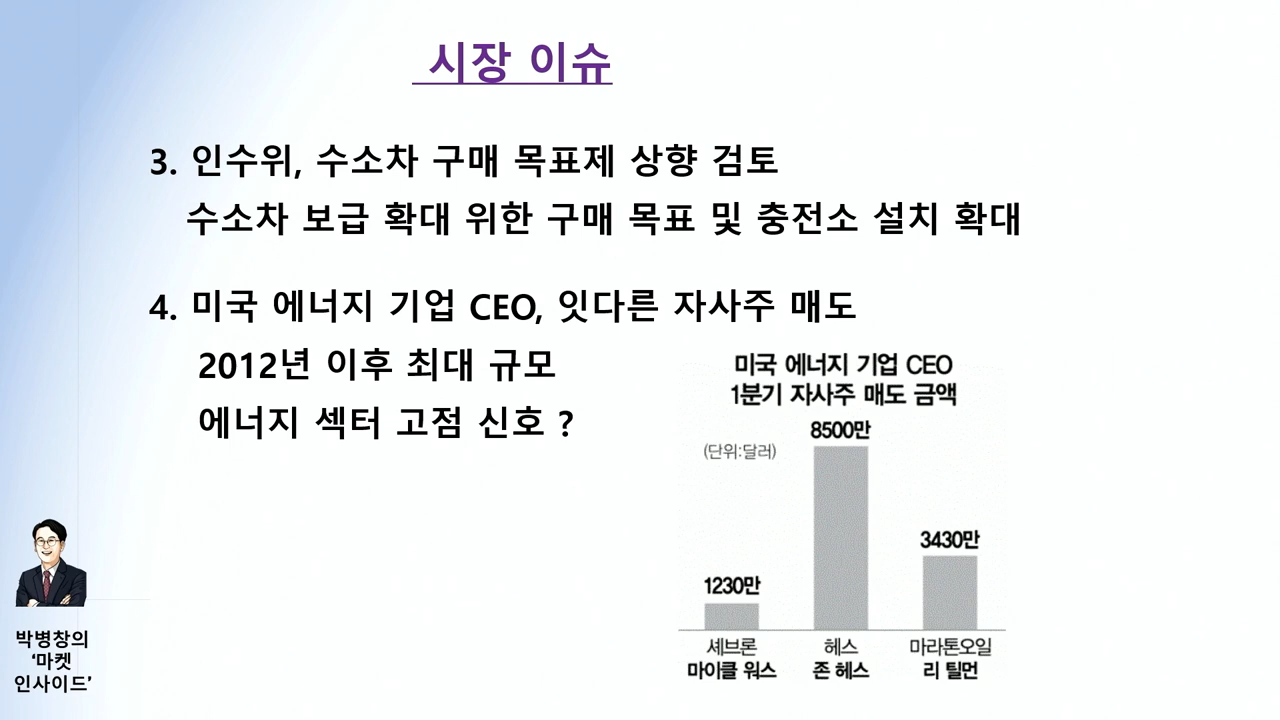 시장 이슈
3. 인수위, 수소차 구매 목표제 상향 검토
수소차 보급 확대 위한 구매 목표 및 충전소 설치 확대
4. 미국 에너지 기업 CEO, 잇다른 자사주 매도
2012년 이후 최대 규모
에너지 섹터 고점 신호 ?
미국 에너지 기업 CEO
1분기 자사주 매도 금액
(단위:달러)
8500만
3430만
1230만
셰브론 헤스 마라톤오일
마이클 워스 존 헤스 리 틸먼
박병창의
‘마켓
인사이드’